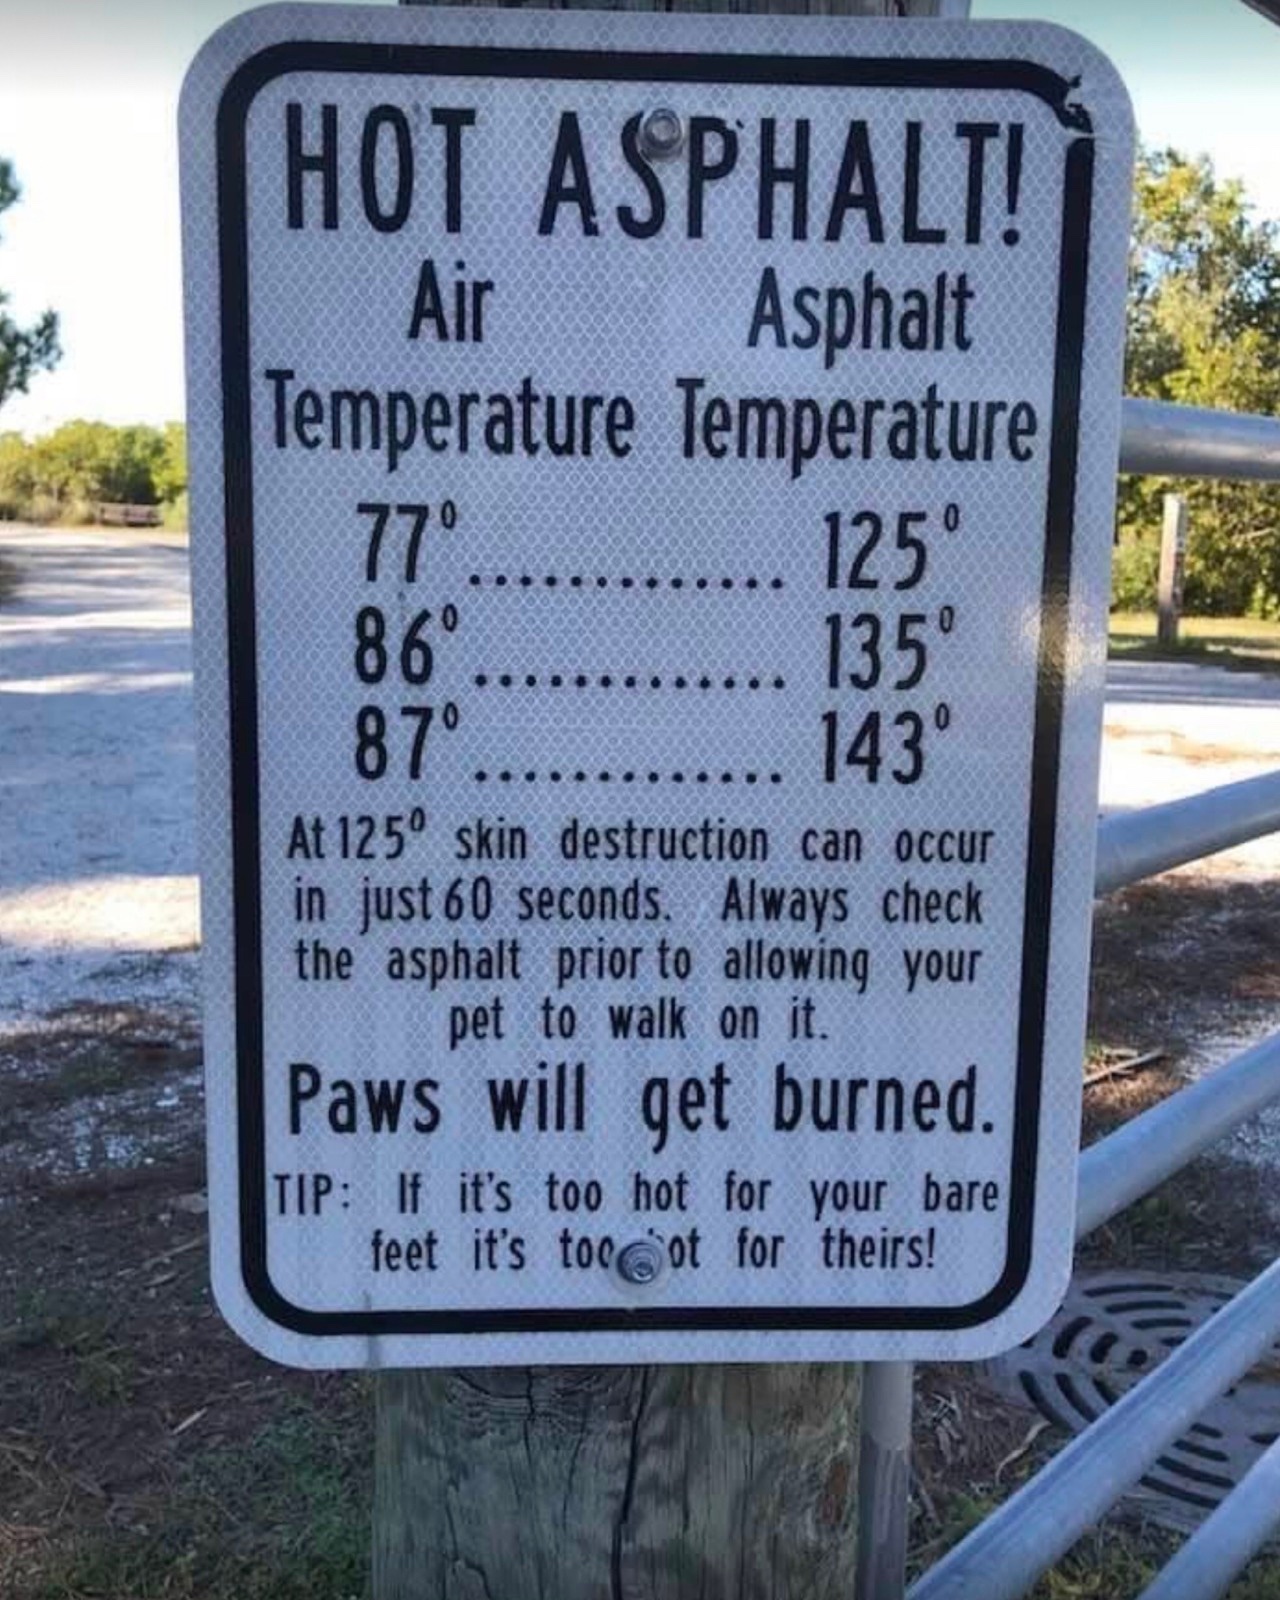 HOT ASPHALT!
Air Asphalt
Temperature Temperature
77° ............. 125°
86° ............. 135°
87° ............. 143°
At 125° skin destruction can occur
in just 60 seconds. Always check
the asphalt prior to allowing your
pet to walk on it.
Paws will get burned.
TIP: If it's too hot for your bare
feet it's too hot for theirs!